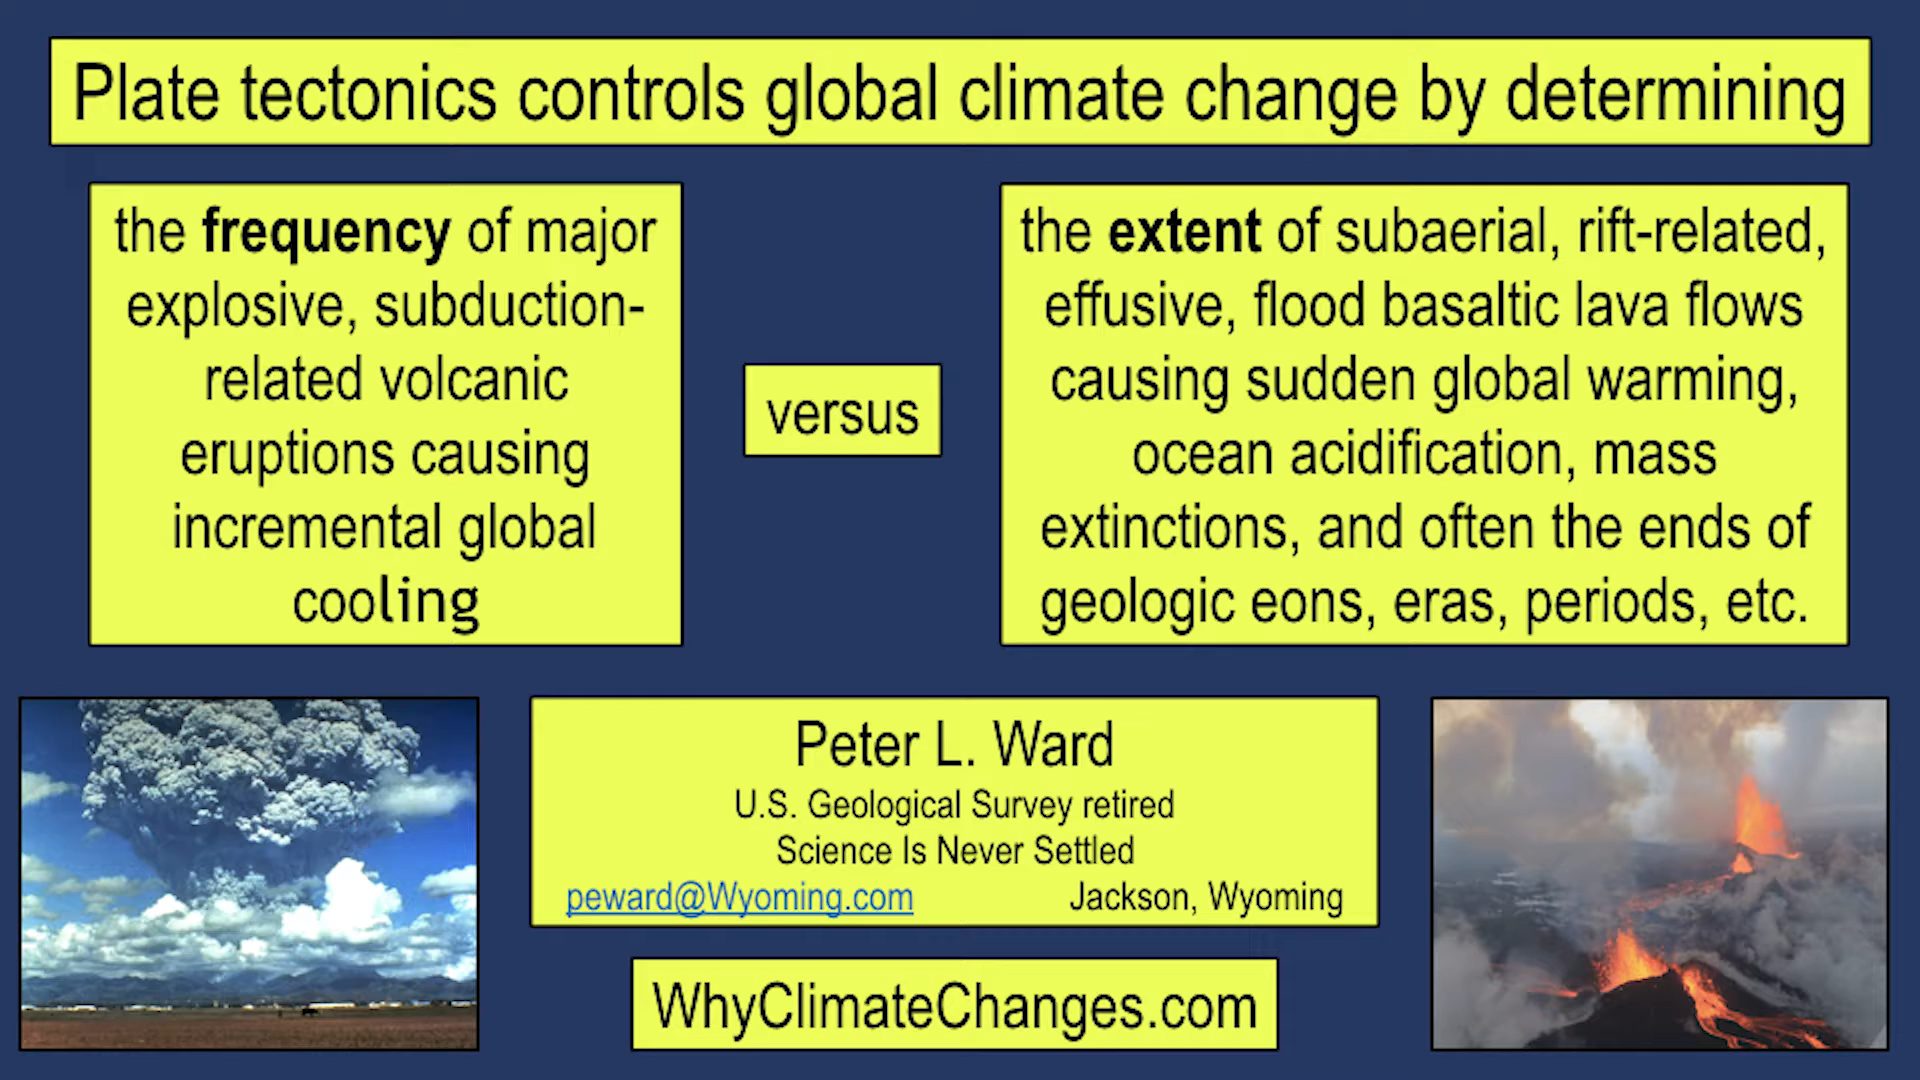 Plate tectonics controls global climate change by determining
the frequency of major
explosive, subduction-
related volcanic
eruptions causing
incremental global
cooling
versus
the extent of subaerial, rift-related,
effusive, flood basaltic lava flows
causing sudden global warming,
ocean acidification, mass
extinctions, and often the ends of
geologic eons, eras, periods, etc.
Peter L. Ward
U.S. Geological Survey retired
Science Is Never Settled
peward@Wyoming.com Jackson, Wyoming
WhyClimateChanges.com